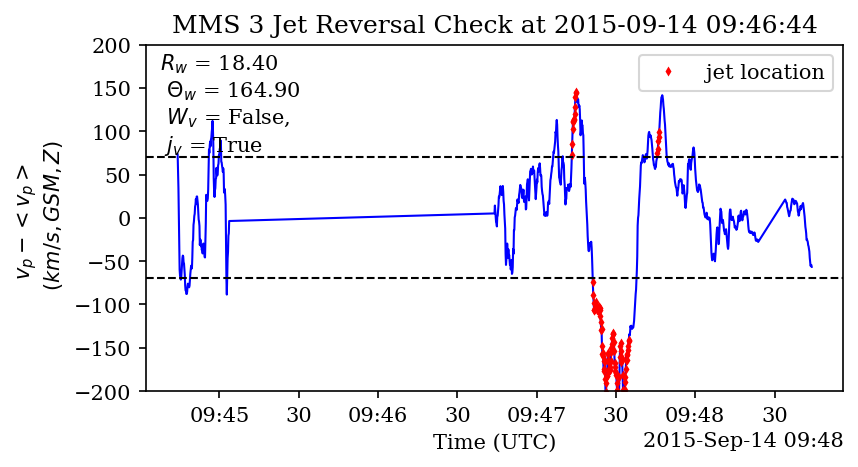 MMS 3 Jet Reversal Check at 2015-09-14 09:46:44
R_w = 18.40
Θ_w = 164.90
W_v = False,
j_v = True
jet location
v_p − < v_p >
(km/s, GSM, Z)
200
150
100
50
0
−50
−100
−150
−200
09:45 30 09:46 30 09:47 30 09:48 30
Time (UTC)
2015-Sep-14 09:48